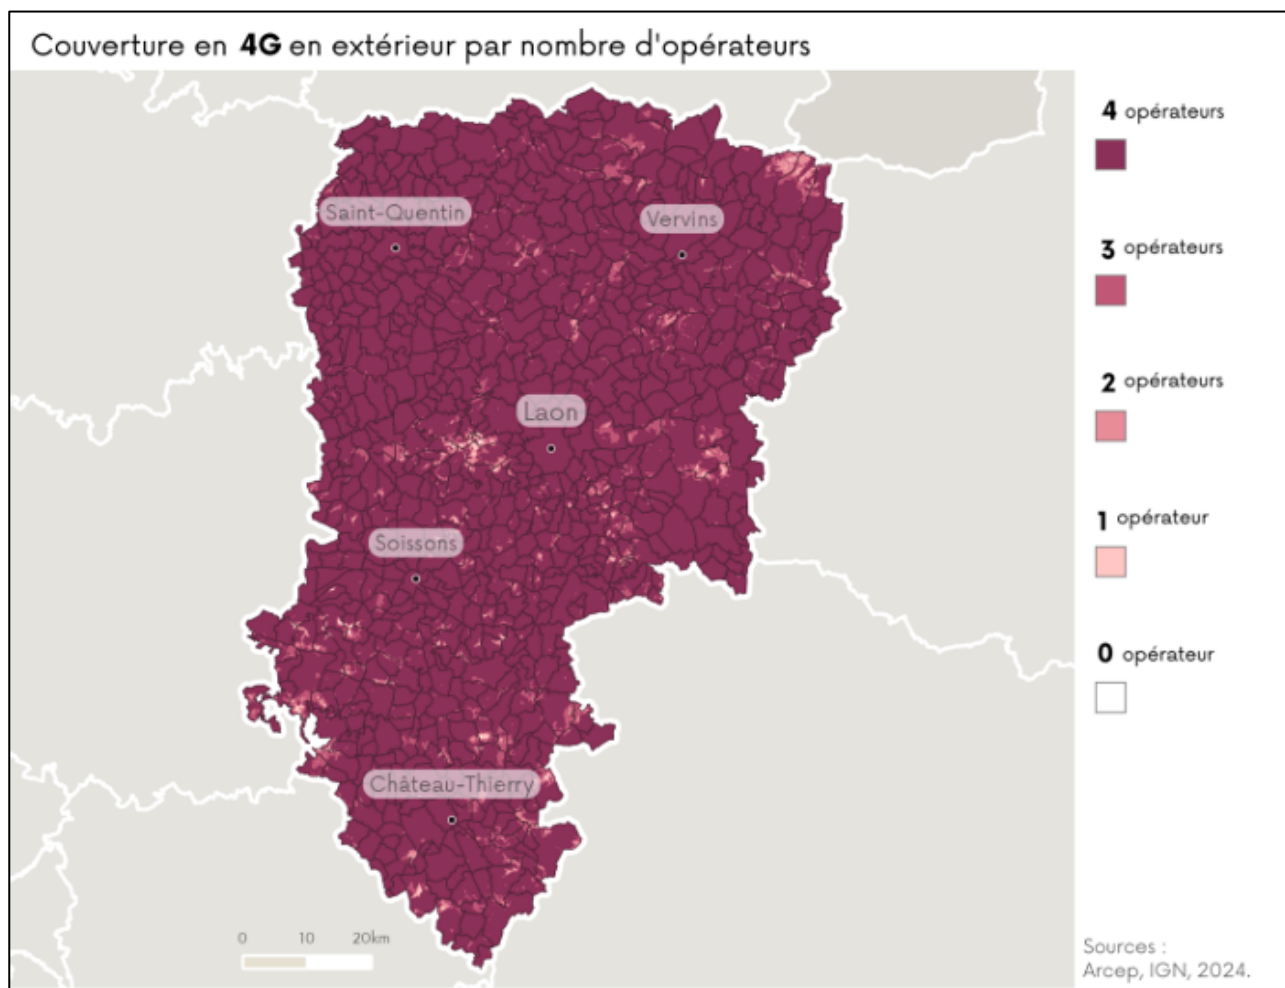 Couverture en 4G en extérieur par nombre d'opérateurs
4 opérateurs
3 opérateurs
2 opérateurs
1 opérateur
0 opérateur
Saint-Quentin
Vervins
Laon
Soissons
Château-Thierry
0 10 20km
Sources :
Arcep, IGN, 2024.